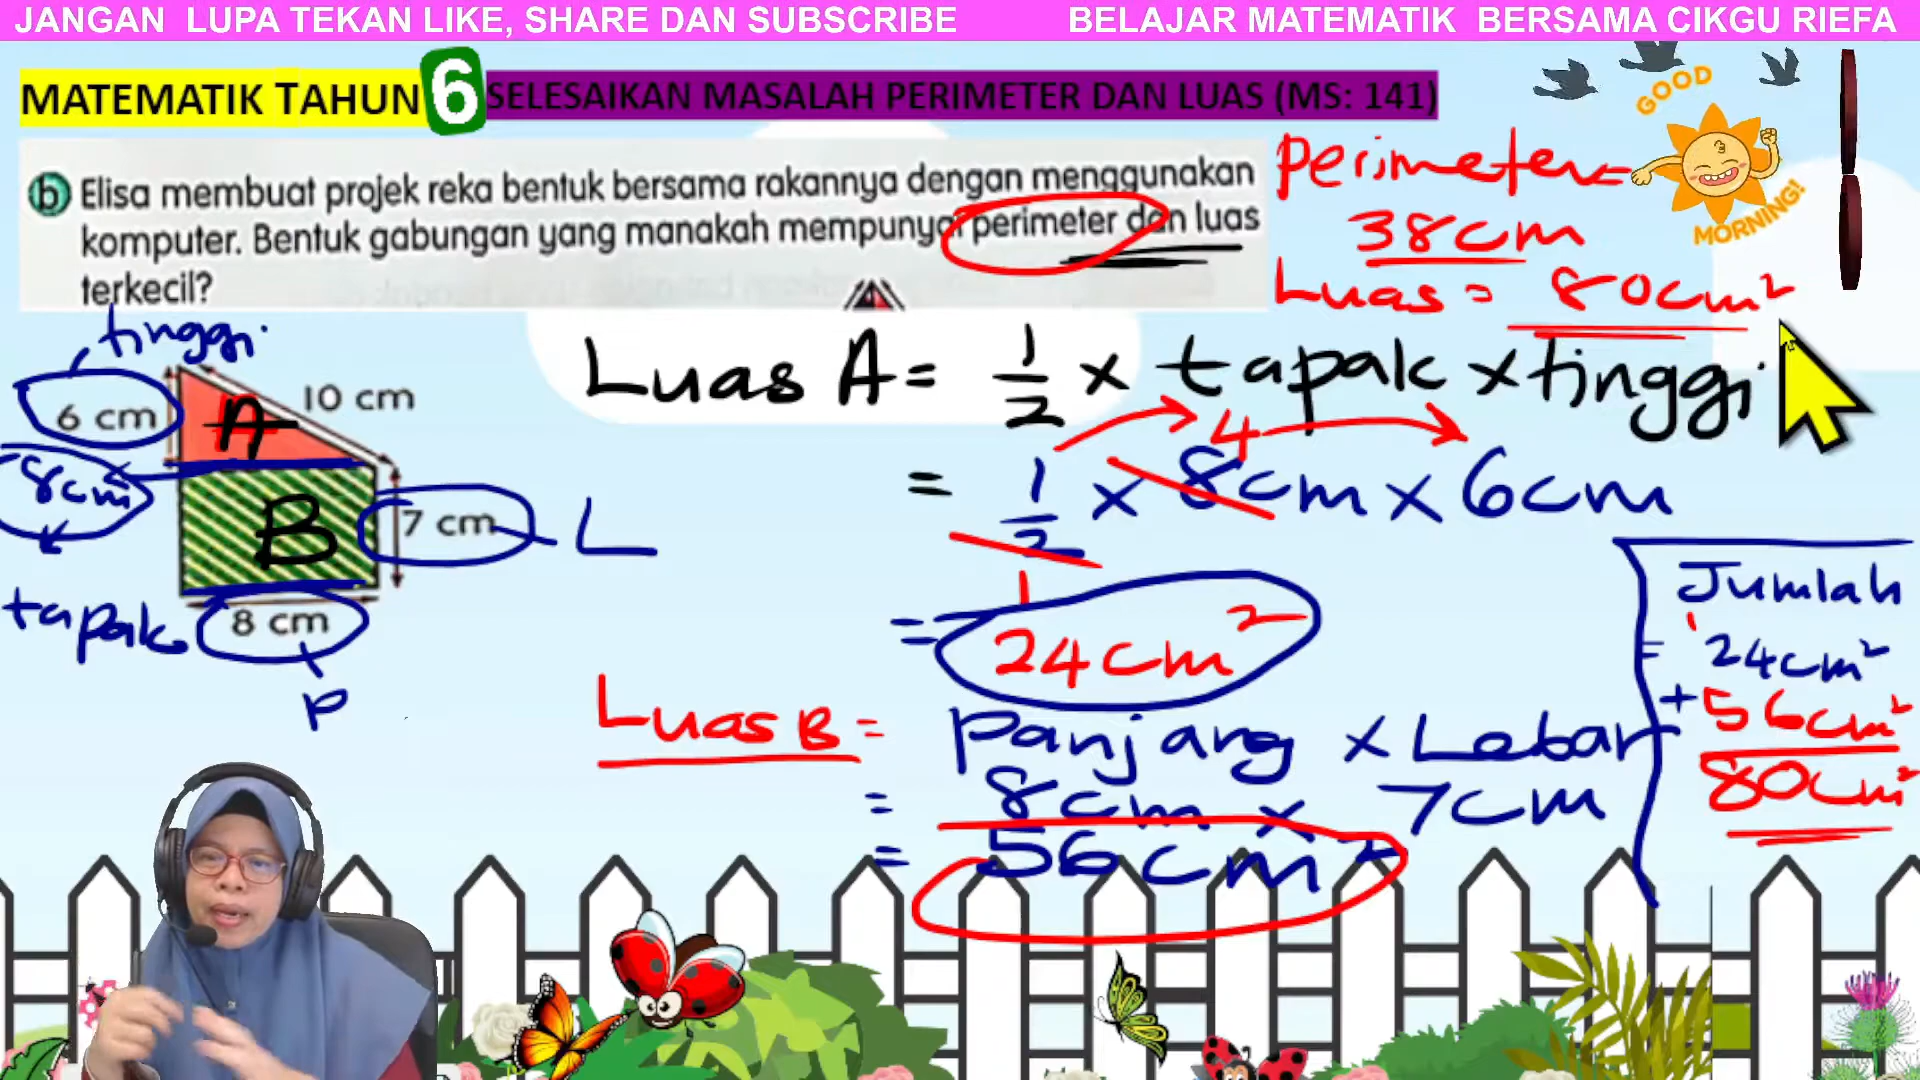 JANGAN LUPA TEKAN LIKE, SHARE DAN SUBSCRIBE
BELAJAR MATEMATIK BERSAMA CIKGU RIEFA
MATEMATIK TAHUN 6 SELESAIKAN MASALAH PERIMETER DAN LUAS (MS: 141)
GOOD
MORNING!
b Elisa membuat projek reka bentuk bersama rakannya dengan menggunakan
komputer. Bentuk gabungan yang manakah mempunyai perimeter dan luas
terkecil?
Perimeter =
38cm
Luas = 80cm²
tinggi
6 cm
10 cm
A
8cm
B
7 cm
L
tapak
8 cm
P
Luas A = 1/2 × tapak × tinggi
4
= 1/2 × 8cm × 6cm
1
= 24cm²
Luas B = Panjang × Lebar
= 8cm × 7cm
= 56cm²
Jumlah
1
= 24cm²
+ 56cm²
80cm²